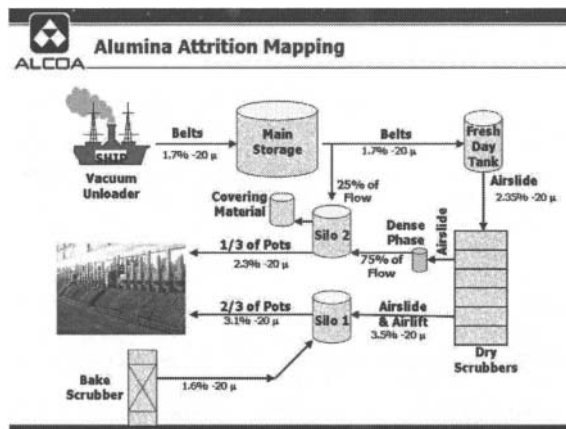 Alumina Attrition Mapping
ALCOA
SHIP
Vacuum
Unloader
Belts
1.7% -20 μ
Main
Storage
Belts
1.7% -20 μ
Fresh
Day
Tank
Airslide
2.35% -20 μ
25% of
Flow
Covering
Material
Silo 2
Dense
Phase
75% of
Flow
Airslide
1/3 of Pots
2.3% -20 μ
2/3 of Pots
3.1% -20 μ
Silo 1
Airslide
& Airlift
3.5% -20 μ
Dry
Scrubbers
Bake
Scrubber
1.6% -20 μ